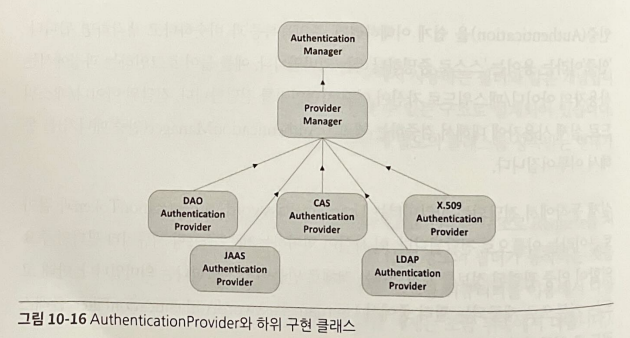 Authentication
Manager
Provider
Manager
DAO
Authentication
Provider
CAS
Authentication
Provider
X.509
Authentication
Provider
JAAS
Authentication
Provider
LDAP
Authentication
Provider
그림 10-16 AuthenticationProvider와 하위 구현 클래스